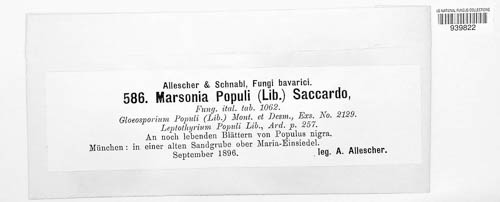 US NATIONAL FUNGUS COLLECTIONS
939822
Allescher & Schnabl, Fungi bavarici.
586. Marsonia Populi (Lib.) Saccardo,
Fung. ital. tab. 1062.
Gloeosporium Populi (Lib.) Mont. et Desm., Exs. No. 2129.
Leptothyrium Populi Lib., Ard. p. 257.
An noch lebenden Blättern von Populus nigra.
München: in einer alten Sandgrube ober Maria-Einsiedel.
September 1896. leg. A. Allescher.